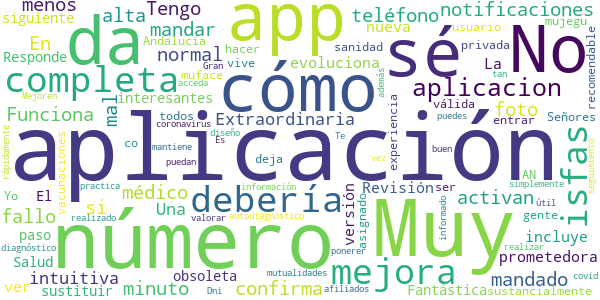 menos
siguiente
En
Responde
da
alta
Andalucía
muface
Tengo
mandar
normal
hacer
Gran
vive
app
teléfono
sanidad
evoluciona
nueva
notificaciones
usuario
privada
La
sé
No
mujegu
recomendable
tan
completa
cómo
aplicacion
Mejoren
acceda
además
Funciona
interesantes
mal
Extraordinaria
experiencia
válida
foto
puedes
entrar
Señores
isfas
coronavirus
todos
diseño
Es
Te
aplicación
rápidamente
vacunaciones
co
mantiene
puedan
deja
vez
buen
Yo
El
si
médico
debería
Revisión
ser
activan
AN
simplemente
seguimiento
fallo
Una
versión
asignado
gente
útil
practica
información
paso
realizado
valorar
autodiagnóstico
incluye
informado
realizar
número
Muy
diagnóstico
Salud
ponerer
prometedora
ver
intuitiva
obsoleta
mutualidades
mejora
mandado
covid
sustituir
minuto
confirma
Dni
afiliados
Fantástica
sustancialmente